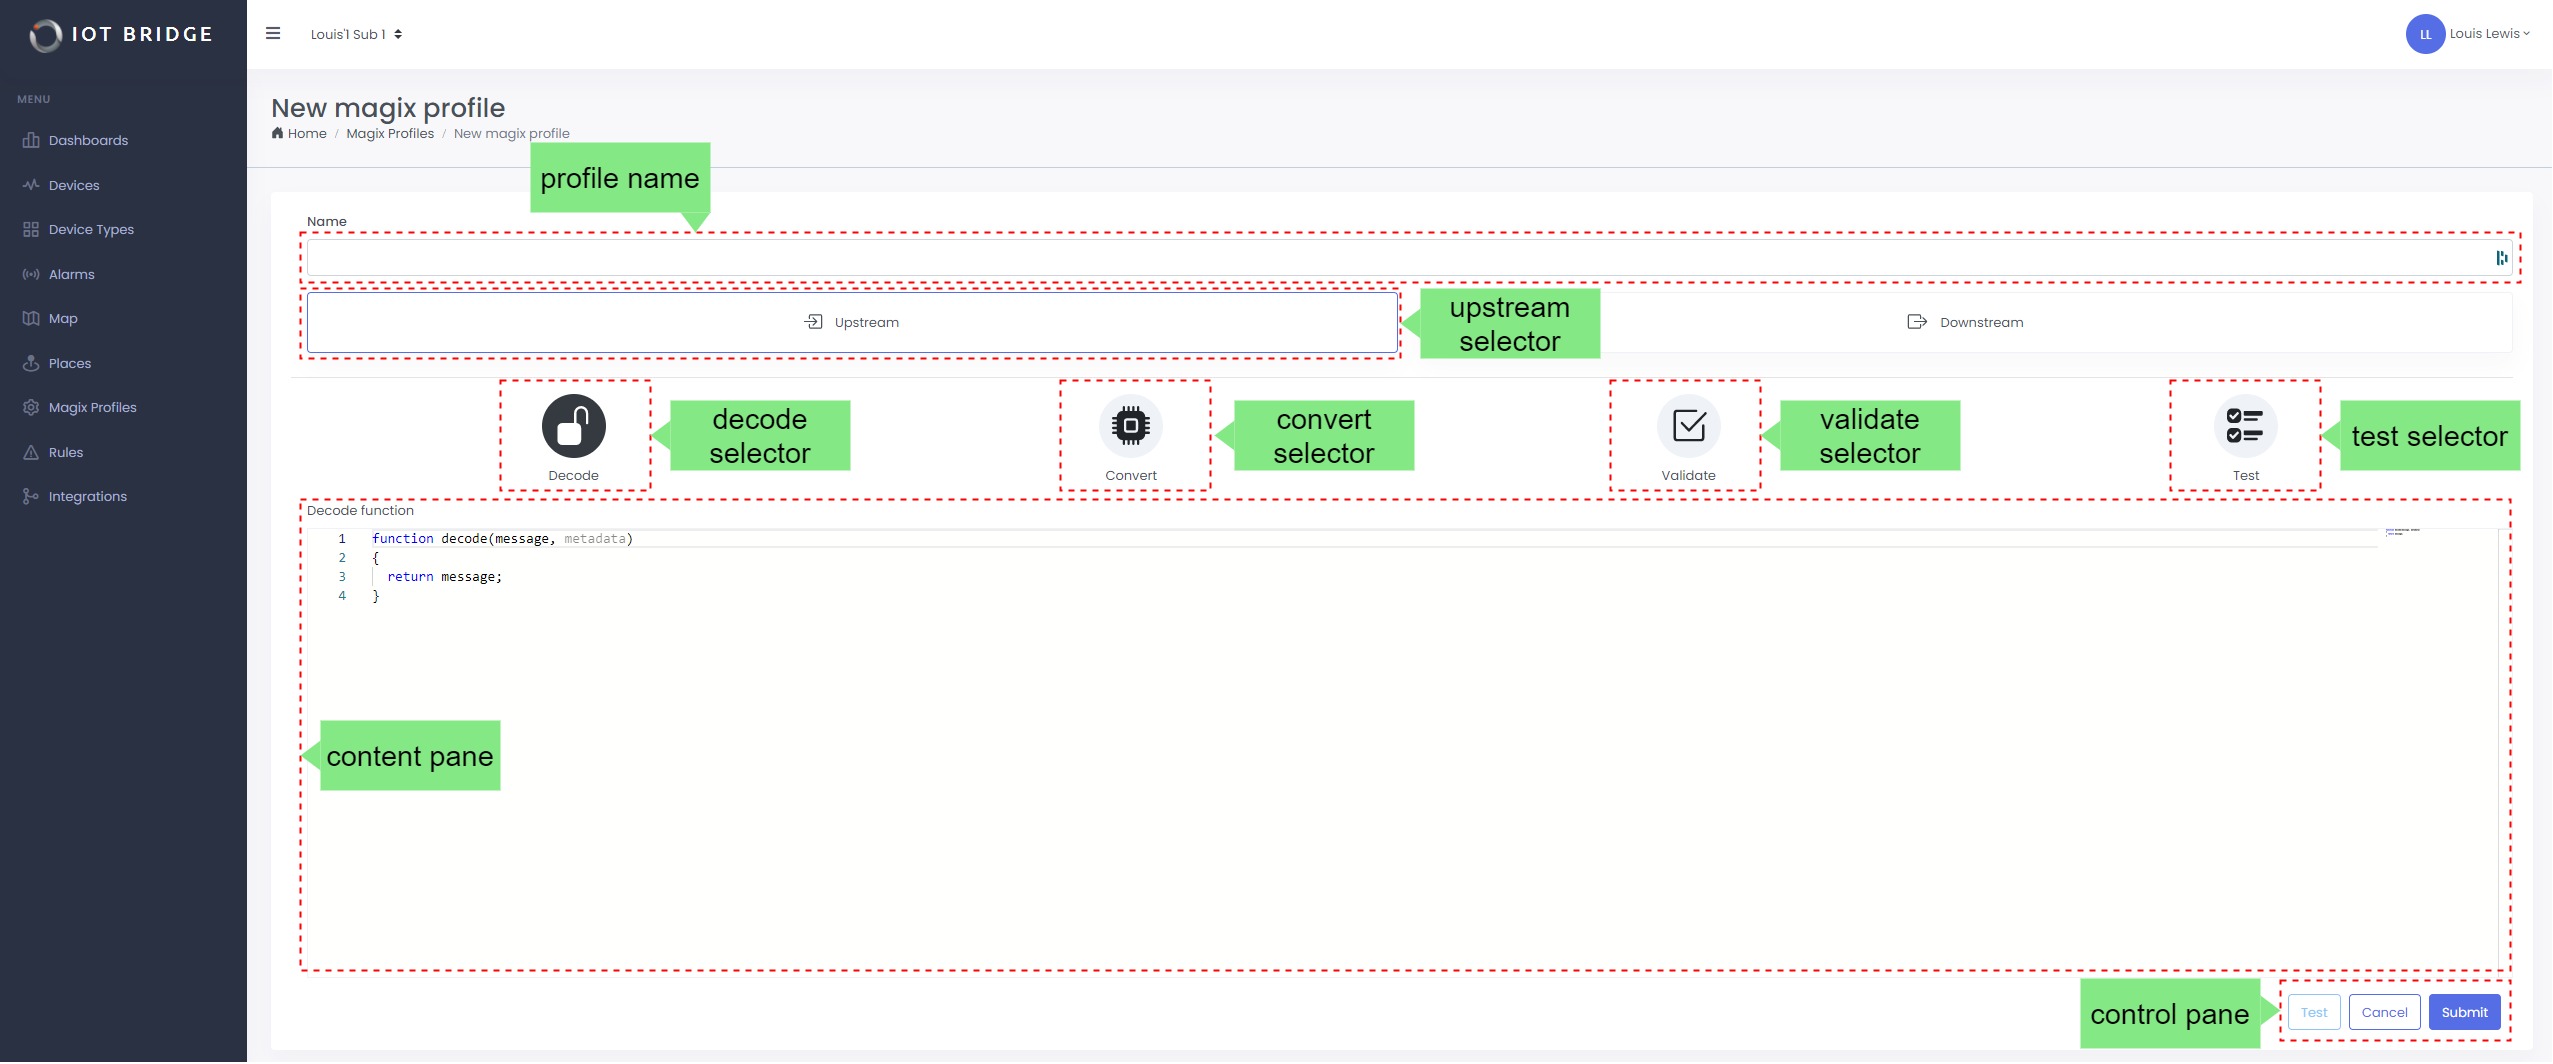 IOT BRIDGE
Louis'1 Sub 1
LL
Louis Lewis
MENU
Dashboards
Devices
Device Types
Alarms
Map
Places
Magix Profiles
Rules
Integrations
New magix profile
Home / Magix Profiles / New magix profile
profile name
Name
Upstream
upstream
selector
Downstream
Decode
decode
selector
Convert
convert
selector
Validate
validate
selector
Test
test selector
Decode function
1 function decode(message, metadata)
2 {
3 return message;
4 }
content pane
control pane
Test
Cancel
Submit